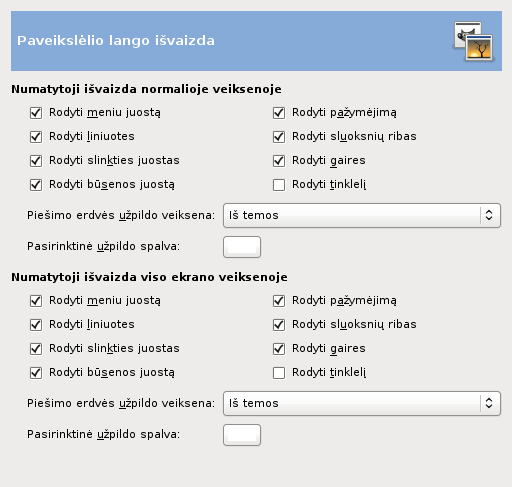 Paveikslėlio lango išvaizda
Numatytoji išvaizda normalioje veiksenoje
Rodyti meniu juostą
Rodyti pažymėjimą
Rodyti liniuotes
Rodyti sluoksnių ribas
Rodyti slinkties juostas
Rodyti gaires
Rodyti būsenos juostą
Rodyti tinklelį
Piešimo erdvės užpildo veiksena:
Iš temos
Pasirinktinė užpildo spalva:
Numatytoji išvaizda viso ekrano veiksenoje
Rodyti meniu juostą
Rodyti pažymėjimą
Rodyti liniuotes
Rodyti sluoksnių ribas
Rodyti slinkties juostas
Rodyti gaires
Rodyti būsenos juostą
Rodyti tinklelį
Piešimo erdvės užpildo veiksena:
Iš temos
Pasirinktinė užpildo spalva: